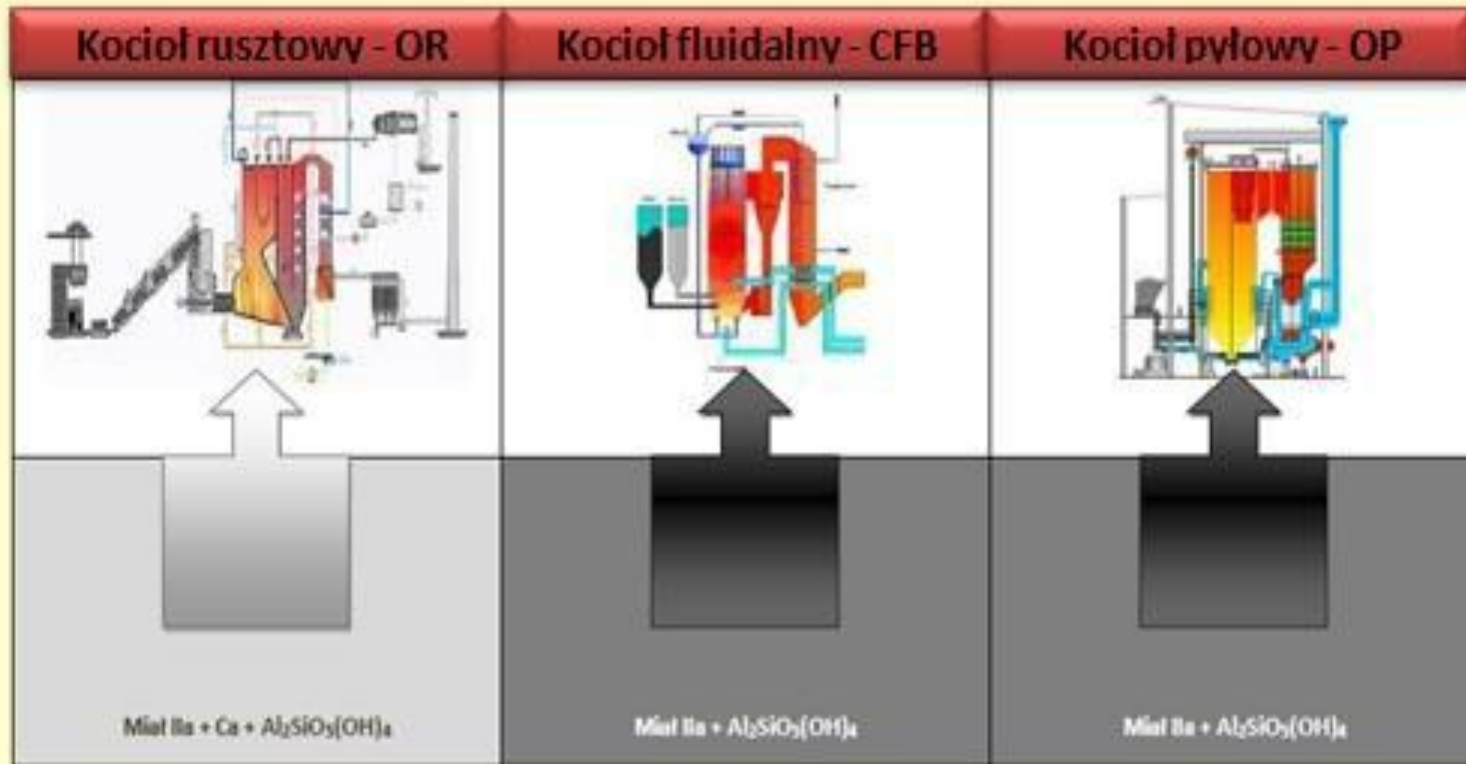 Kocioł rusztowy - OR
Kocioł fluidalny - CFB
Kocioł pyłowy - OP
Miał IIa + Ca + Al₂SiO₅(OH)₄
Miał IIa + Al₂SiO₅(OH)₄
Miał IIa + Al₂SiO₅(OH)₄